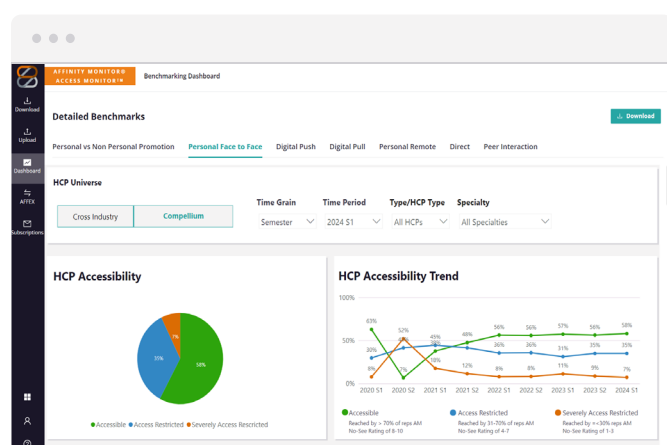 AFFINITY MONITOR®
ACCESS MONITOR™
Benchmarking Dashboard
Download
Upload
Dashboard
AFFEX
Subscriptions
Detailed Benchmarks
Download
Personal vs Non Personal Promotion Personal Face to Face Digital Push Digital Pull Personal Remote Direct Peer Interaction
HCP Universe
Cross Industry Compellium
Time Grain Time Period Type/HCP Type Specialty
Semester 2024 S1 All HCPs All Specialties
HCP Accessibility
7%
35%
58%
Accessible Access Restricted Severely Access Rescricted
HCP Accessibility Trend
100%
50%
0%
63% 52% 45% 48% 56% 56% 57% 56% 58%
30% 38% 36% 36% 31% 35% 35%
8% 7% 18% 12% 8% 8% 11% 9% 7%
2020 S1 2020 S2 2021 S1 2021 S2 2022 S1 2022 S2 2023 S1 2023 S2 2024 S1
Accessible
Reached by > 70% of reps AM
No-See Rating of 8-10
Access Restricted
Reached by 31-70% of reps AM
No-See Rating of 4-7
Severely Access Restricted
Reached by =<30% reps AM
No-See Rating of 1-3